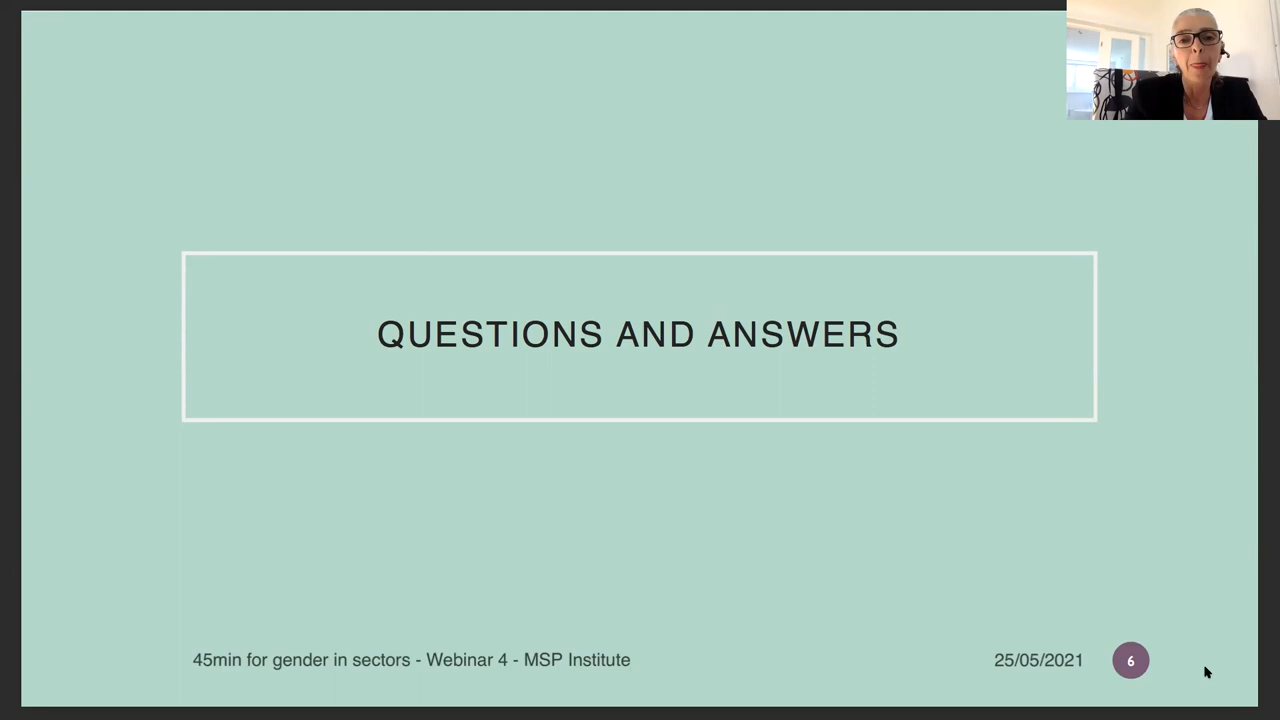 QUESTIONS AND ANSWERS
45min for gender in sectors - Webinar 4 - MSP Institute
25/05/2021
6